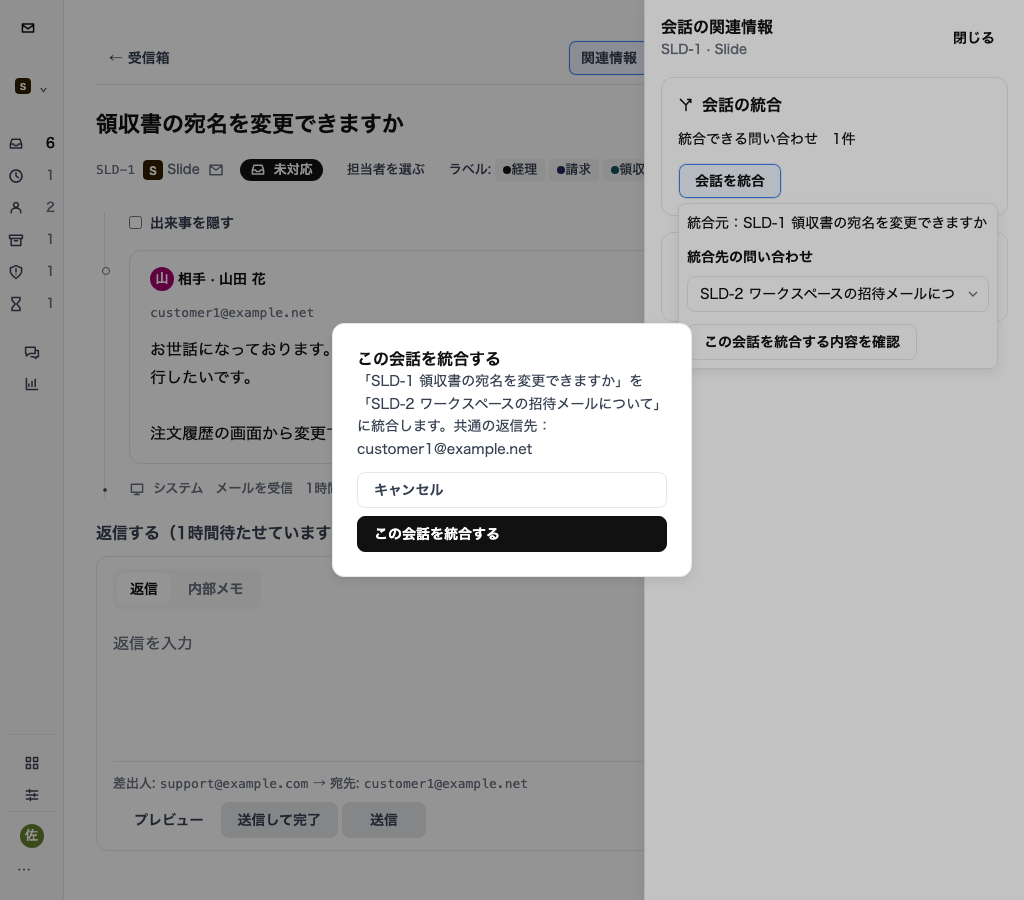 S
6
1
2
1
1
1
佐
…
← 受信箱
関連情報
領収書の宛名を変更できますか
SLD-1 S Slide 未対応 担当者を選ぶ ラベル: 経理 請求 領収
出来事を隠す
山 相手 · 山田 花
customer1@example.net
お世話になっております。
行したいです。
注文履歴の画面から変更
システム メールを受信 1時間
返信する（1時間待たせています
返信 内部メモ
返信を入力
差出人: support@example.com → 宛先: customer1@example.net
プレビュー 送信して完了 送信
会話の関連情報
SLD-1 · Slide
閉じる
会話の統合
統合できる問い合わせ 1件
会話を統合
統合元：SLD-1 領収書の宛名を変更できますか
統合先の問い合わせ
SLD-2 ワークスペースの招待メールにつ
この会話を統合する内容を確認
この会話を統合する
「SLD-1 領収書の宛名を変更できますか」を
「SLD-2 ワークスペースの招待メールについて」
に統合します。共通の返信先：
customer1@example.net
キャンセル
この会話を統合する